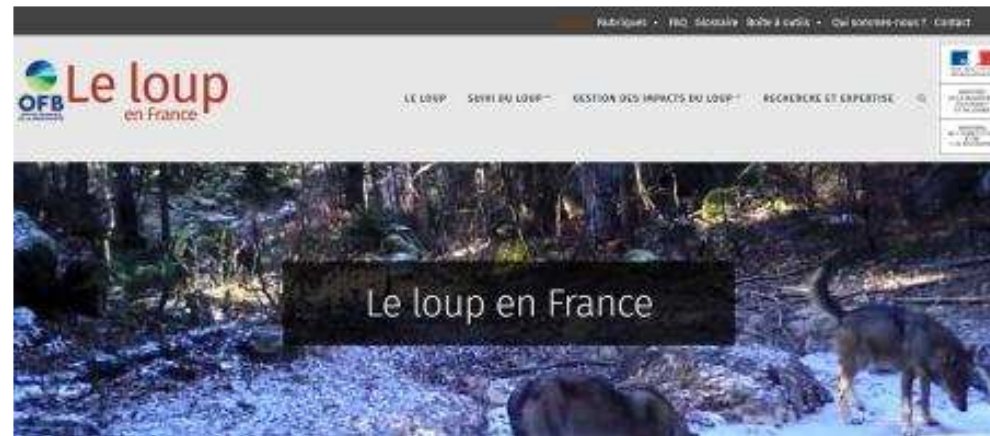 Rubriques FAQ Glossaire Boîte à outils Qui sommes-nous ? Contact
OFB
Le loup
en France
LE LOUP SUIVI DU LOUP GESTION DES IMPACTS DU LOUP RECHERCHE ET EXPERTISE
Le loup en France